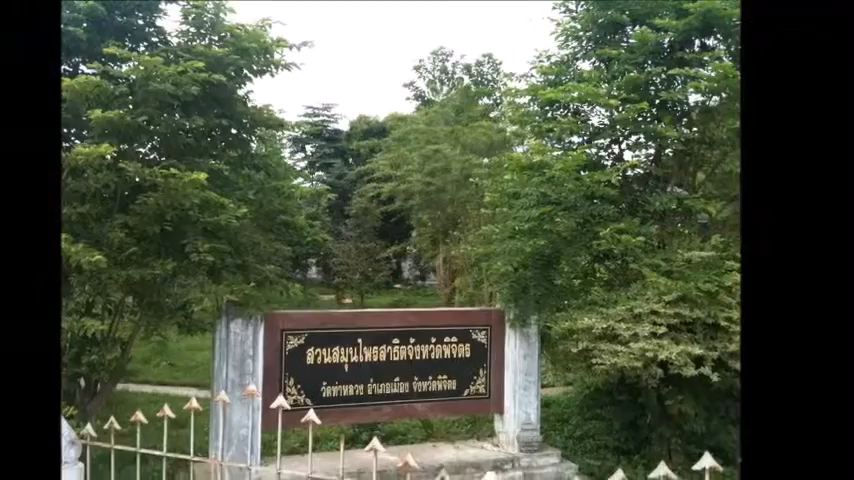 สวนสมุนไพรสาธิตจังหวัดพิจิตร
วัดท่าหลวง อำเภอเมือง จังหวัดพิจิตร